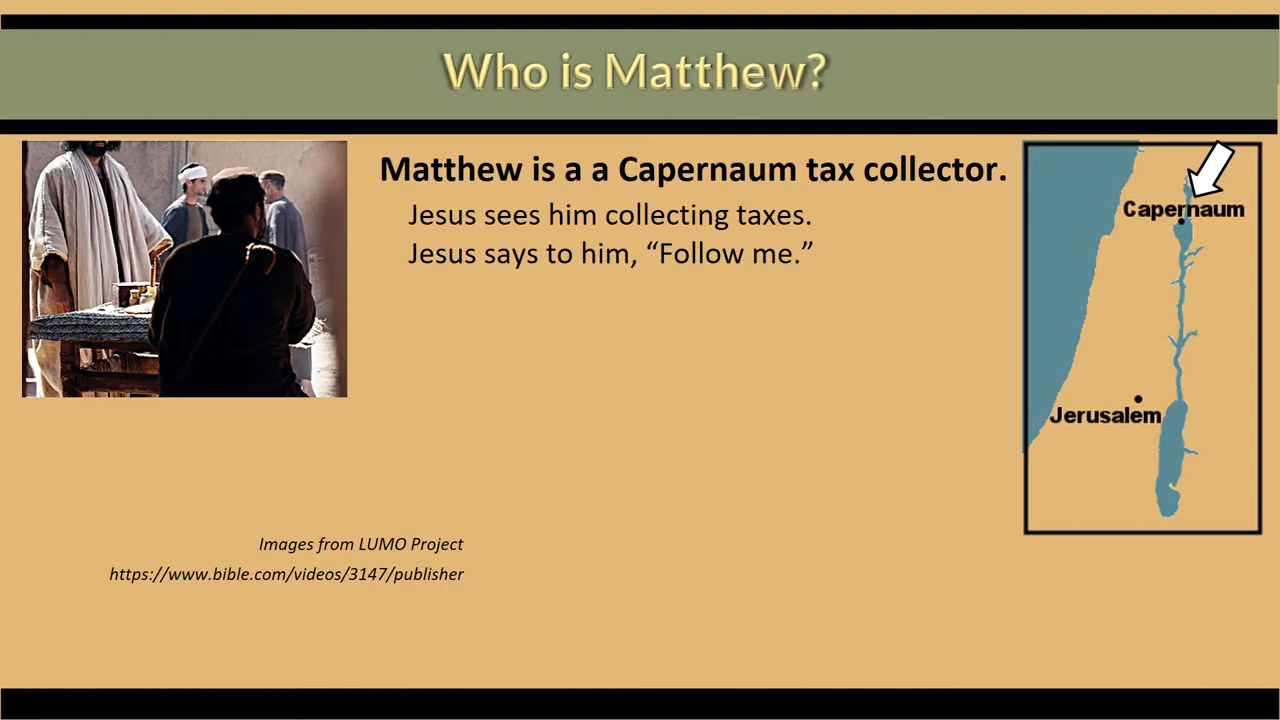 Who is Matthew?
Matthew is a a Capernaum tax collector.
Jesus sees him collecting taxes.
Jesus says to him, “Follow me.”
Capernaum
Jerusalem
Images from LUMO Project
https://www.bible.com/videos/3147/publisher